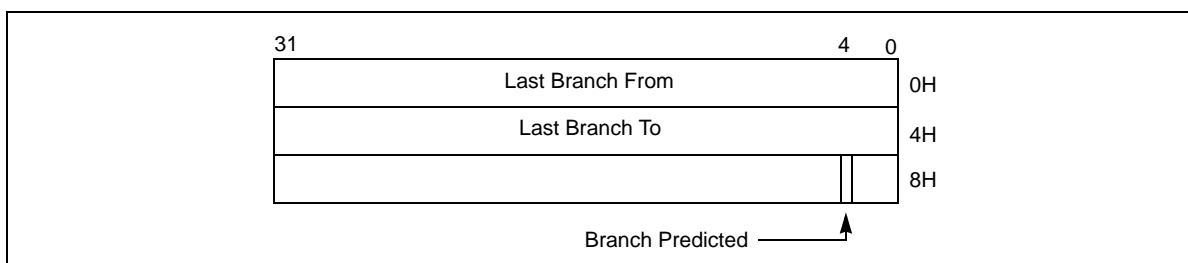 31 4 0
Last Branch From 0H
Last Branch To 4H
8H
Branch Predicted